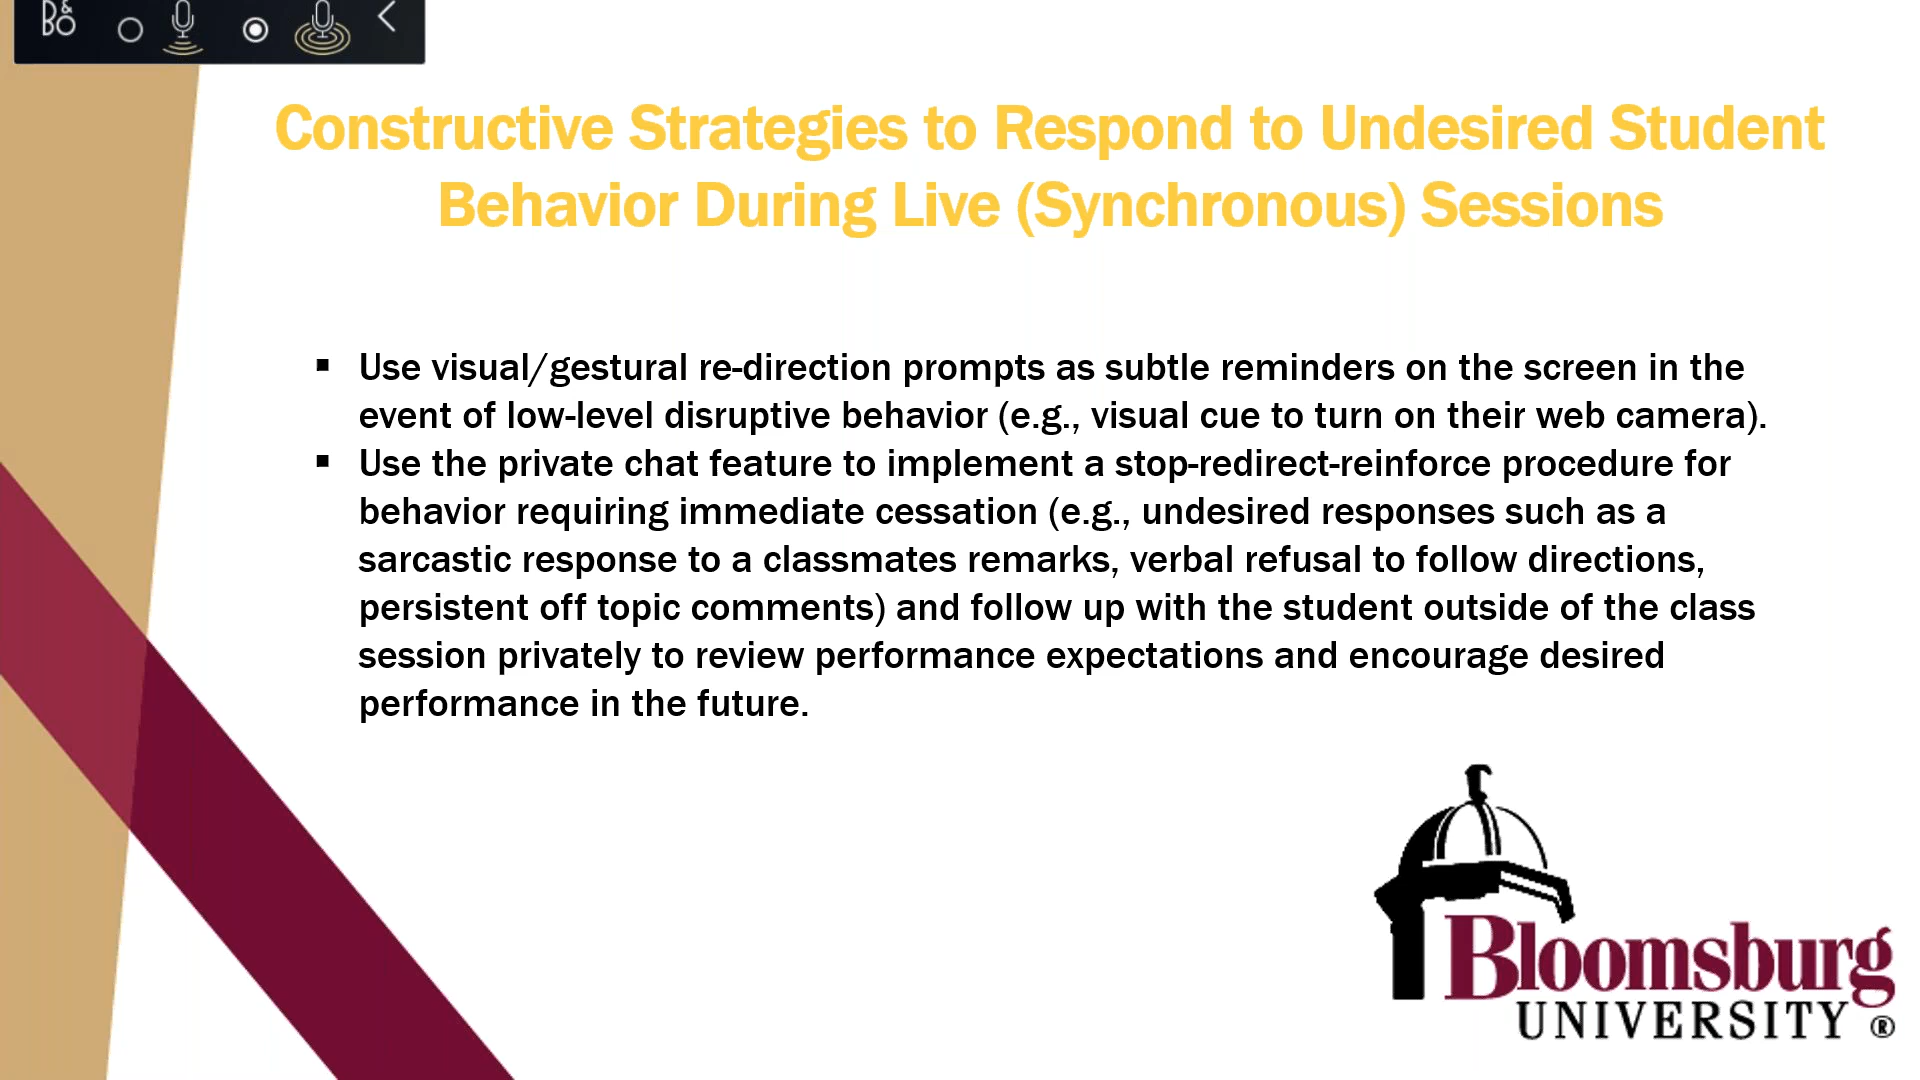 B&O
Constructive Strategies to Respond to Undesired Student
Behavior During Live (Synchronous) Sessions
▪ Use visual/gestural re-direction prompts as subtle reminders on the screen in the
event of low-level disruptive behavior (e.g., visual cue to turn on their web camera).
▪ Use the private chat feature to implement a stop-redirect-reinforce procedure for
behavior requiring immediate cessation (e.g., undesired responses such as a
sarcastic response to a classmates remarks, verbal refusal to follow directions,
persistent off topic comments) and follow up with the student outside of the class
session privately to review performance expectations and encourage desired
performance in the future.
Bloomsburg
UNIVERSITY ®